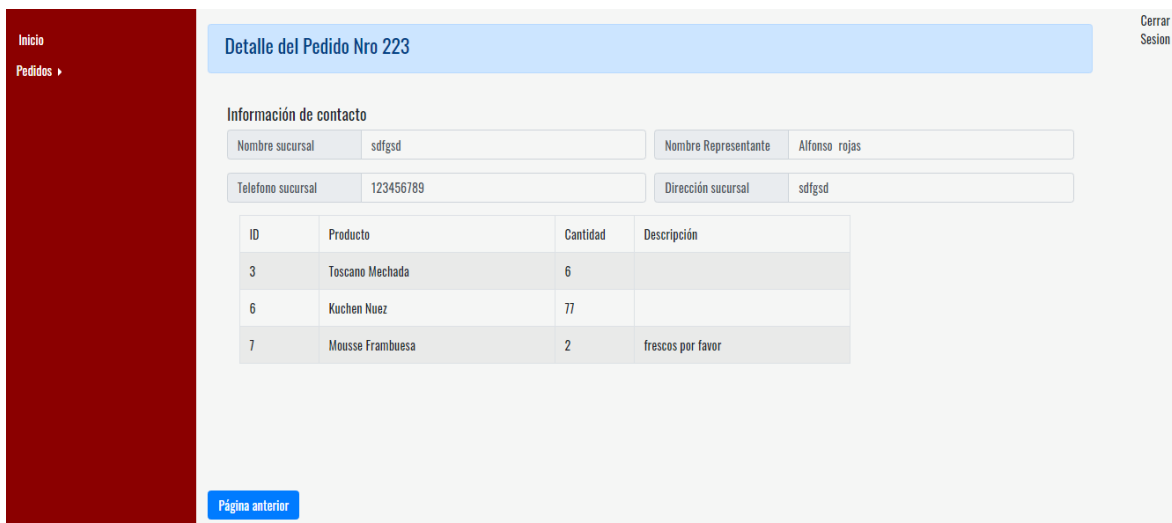 Inicio
Pedidos
Cerrar
Sesion
Detalle del Pedido Nro 223
Información de contacto
Nombre sucursal sdfgsd Nombre Representante Alfonso rojas
Telefono sucursal 123456789 Dirección sucursal sdfgsd
ID Producto Cantidad Descripción
3 Toscano Mechada 6
6 Kuchen Nuez 77
7 Mousse Frambuesa 2 frescos por favor
Página anterior